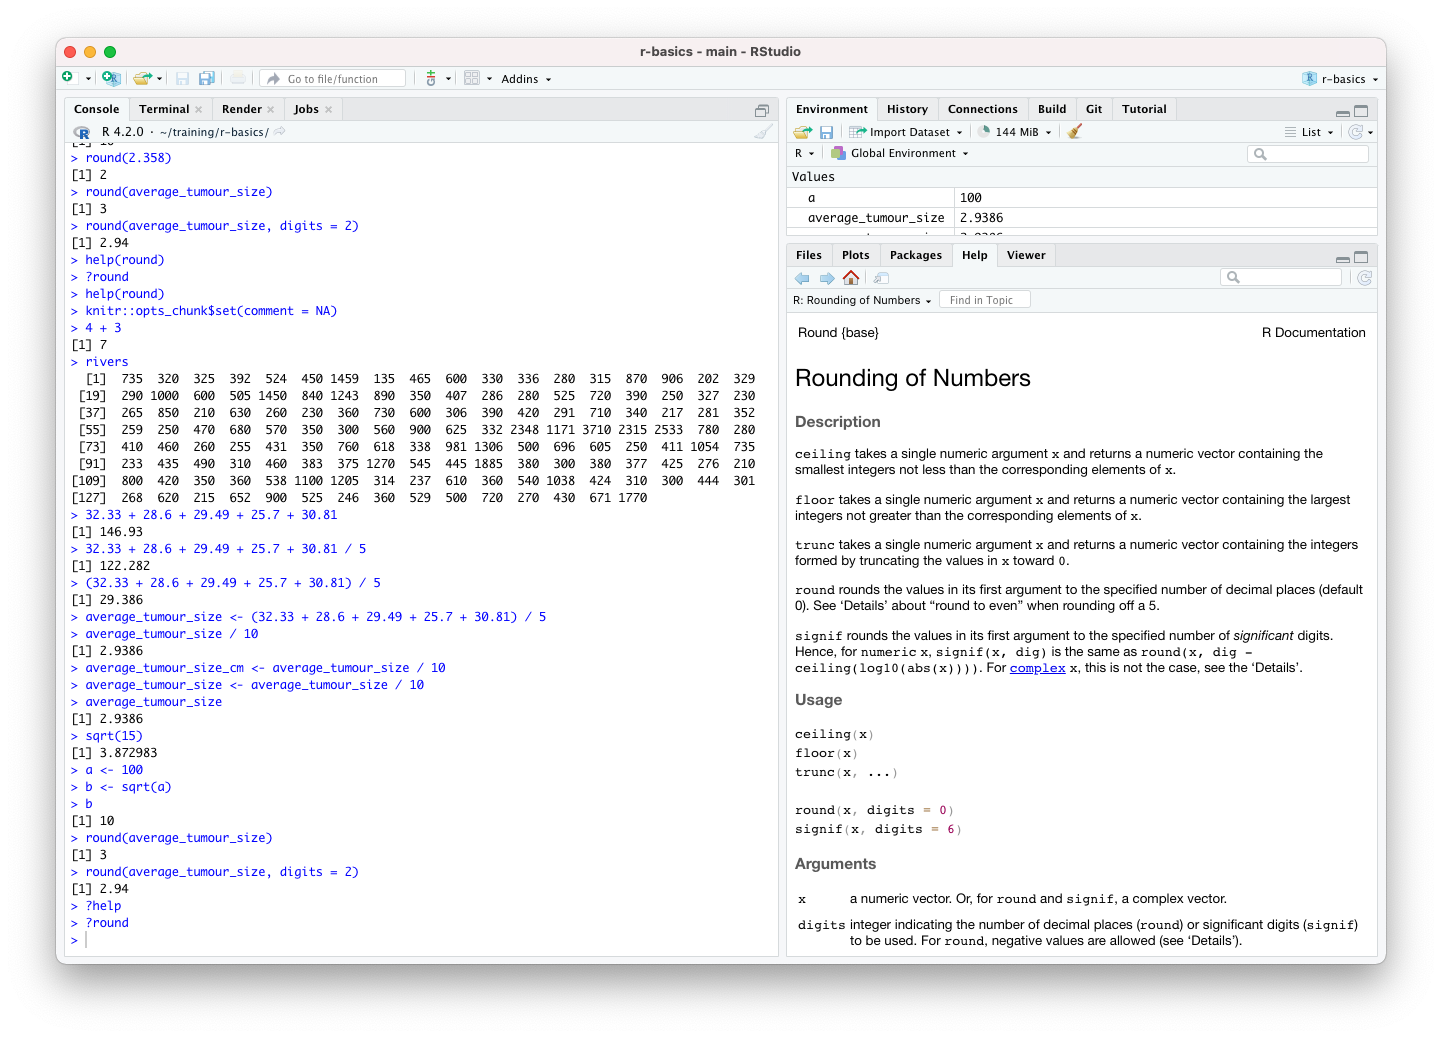 r-basics - main - RStudio
Go to file/function
Addins
r-basics
Console Terminal Render Jobs
R 4.2.0 · ~/training/r-basics/
> round(2.358)
[1] 2
> round(average_tumour_size)
[1] 3
> round(average_tumour_size, digits = 2)
[1] 2.94
> help(round)
> ?round
> help(round)
> knitr::opts_chunk$set(comment = NA)
> 4 + 3
[1] 7
> rivers
[1] 735 320 325 392 524 450 1459 135 465 600 330 336 280 315 870 906 202 329
[19] 290 1000 600 505 1450 840 1243 890 350 407 286 280 525 720 390 250 327 230
[37] 265 850 210 630 260 230 360 730 600 306 390 420 291 710 340 217 281 352
[55] 259 250 470 680 570 350 300 560 900 625 332 2348 1171 3710 2315 2533 780 280
[73] 410 460 260 255 431 350 760 618 338 981 1306 500 696 605 250 411 1054 735
[91] 233 435 490 310 460 383 375 1270 545 445 1885 380 300 380 377 425 276 210
[109] 800 420 350 360 538 1100 1205 314 237 610 360 540 1038 424 310 300 444 301
[127] 268 620 215 652 900 525 246 360 529 500 720 270 430 671 1770
> 32.33 + 28.6 + 29.49 + 25.7 + 30.81
[1] 146.93
> 32.33 + 28.6 + 29.49 + 25.7 + 30.81 / 5
[1] 122.282
> (32.33 + 28.6 + 29.49 + 25.7 + 30.81) / 5
[1] 29.386
> average_tumour_size <- (32.33 + 28.6 + 29.49 + 25.7 + 30.81) / 5
> average_tumour_size / 10
[1] 2.9386
> average_tumour_size_cm <- average_tumour_size / 10
> average_tumour_size <- average_tumour_size / 10
> average_tumour_size
[1] 2.9386
> sqrt(15)
[1] 3.872983
> a <- 100
> b <- sqrt(a)
> b
[1] 10
> round(average_tumour_size)
[1] 3
> round(average_tumour_size, digits = 2)
[1] 2.94
> ?help
> ?round
>
Environment History Connections Build Git Tutorial
Import Dataset 144 MiB List
R Global Environment
Values
a 100
average_tumour_size 2.9386
Files Plots Packages Help Viewer
R: Rounding of Numbers Find in Topic
Round {base} R Documentation
Rounding of Numbers
Description
ceiling takes a single numeric argument x and returns a numeric vector containing the
smallest integers not less than the corresponding elements of x.
floor takes a single numeric argument x and returns a numeric vector containing the largest
integers not greater than the corresponding elements of x.
trunc takes a single numeric argument x and returns a numeric vector containing the integers
formed by truncating the values in x toward 0.
round rounds the values in its first argument to the specified number of decimal places (default
0). See ‘Details’ about “round to even” when rounding off a 5.
signif rounds the values in its first argument to the specified number of significant digits.
Hence, for numeric x, signif(x, dig) is the same as round(x, dig -
ceiling(log10(abs(x)))). For complex x, this is not the case, see the ‘Details’.
Usage
ceiling(x)
floor(x)
trunc(x, ...)
round(x, digits = 0)
signif(x, digits = 6)
Arguments
x a numeric vector. Or, for round and signif, a complex vector.
digits integer indicating the number of decimal places (round) or significant digits (signif)
to be used. For round, negative values are allowed (see ‘Details’).